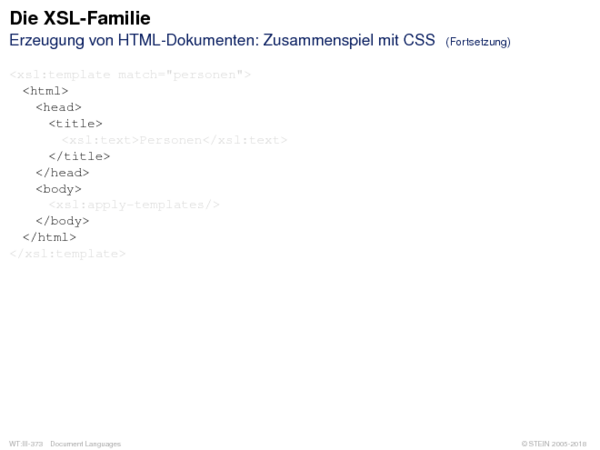 Die XSL-Familie
Erzeugung von HTML-Dokumenten: Zusammenspiel mit CSS (Fortsetzung)
<xsl:template match="personen">
<html>
<head>
<title>
<xsl:text>Personen</xsl:text>
</title>
</head>
<body>
<xsl:apply-templates/>
</body>
</html>
</xsl:template>
WT:III-373 Document Languages © STEIN 2005-2018